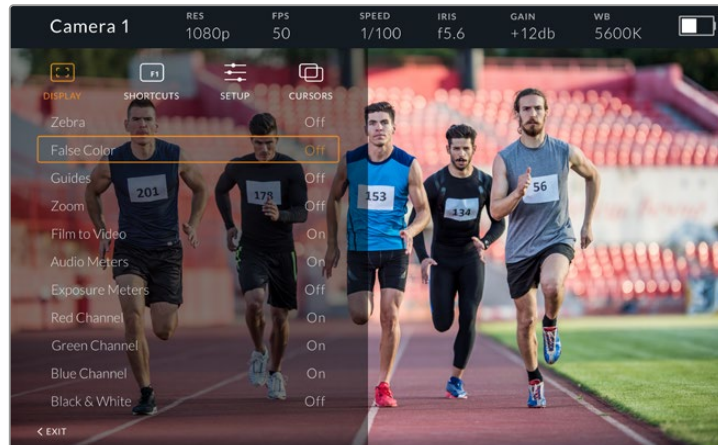 Camera 1
RES FPS SPEED IRIS GAIN WB
1080p 50 1/100 f5.6 +12db 5600K
F1
DISPLAY SHORTCUTS SETUP CURSORS
Zebra Off
False Color Off
Guides Off
Zoom Off
Film to Video On
Audio Meters On
Exposure Meters Off
Red Channel On
Green Channel On
Blue Channel On
Black & White Off
< EXIT
201
178
153
134
56